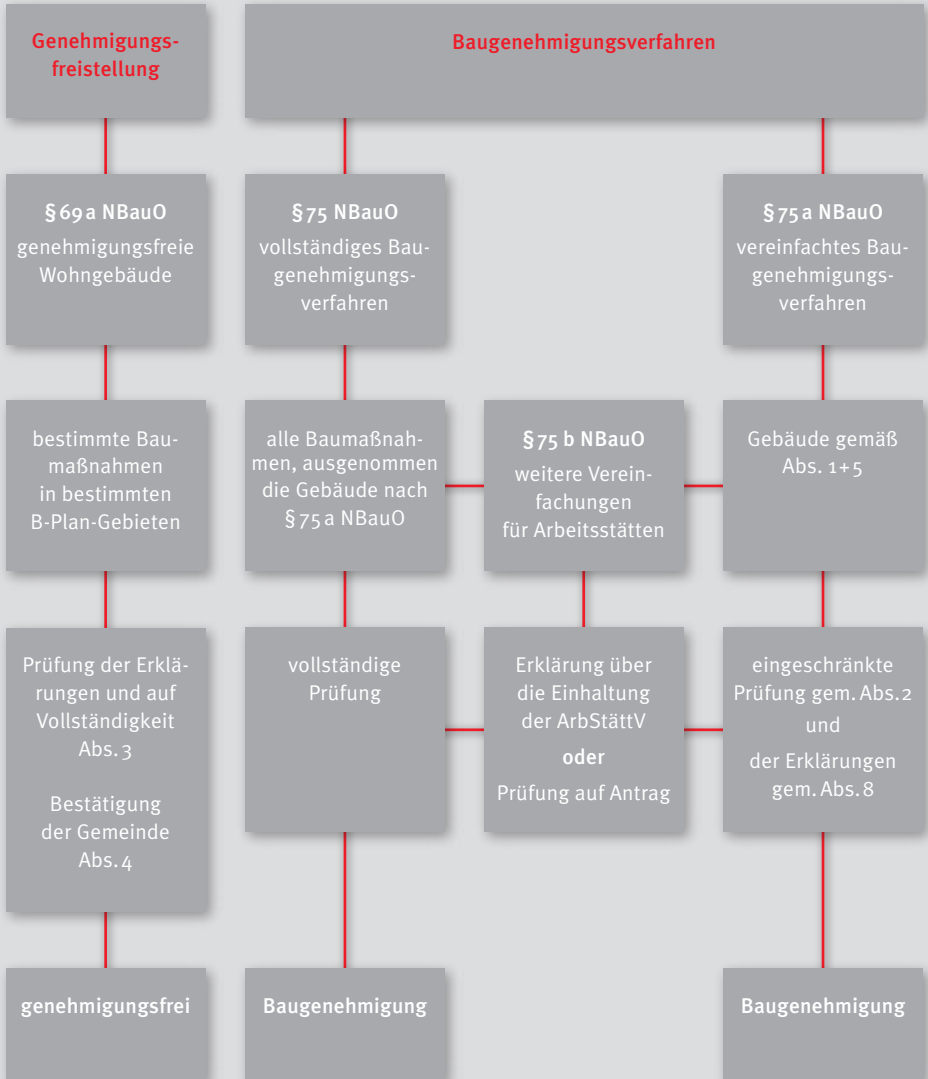 Genehmigungs-
freistellung
Baugenehmigungsverfahren
§ 69 a NBauO
genehmigungsfreie
Wohngebäude
§ 75 NBauO
vollständiges Bau-
genehmigungs-
verfahren
§ 75 a NBauO
vereinfachtes Bau-
genehmigungs-
verfahren
bestimmte Bau-
maßnahmen
in bestimmten
B-Plan-Gebieten
alle Baumaßnah-
men, ausgenommen
die Gebäude nach
§ 75 a NBauO
§ 75 b NBauO
weitere Verein-
fachungen
für Arbeitsstätten
Gebäude gemäß
Abs. 1+5
Prüfung der Erklä-
rungen und auf
Vollständigkeit
Abs. 3
Bestätigung
der Gemeinde
Abs. 4
vollständige
Prüfung
Erklärung über
die Einhaltung
der ArbStättV
oder
Prüfung auf Antrag
eingeschränkte
Prüfung gem. Abs. 2
und
der Erklärungen
gem. Abs. 8
genehmigungsfrei
Baugenehmigung
Baugenehmigung